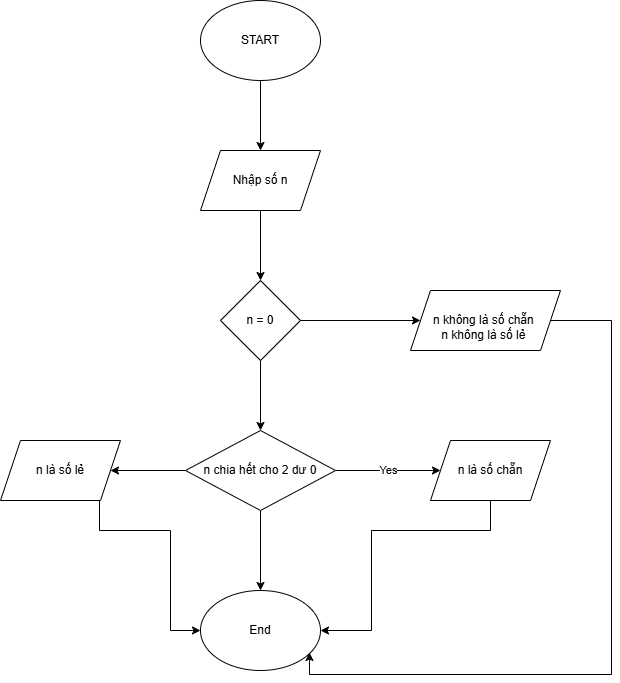 START
Nhập số n
n = 0
n không là số chẵn
n không là số lẻ
n là số lẻ
n chia hết cho 2 dư 0
Yes
n là số chẵn
End